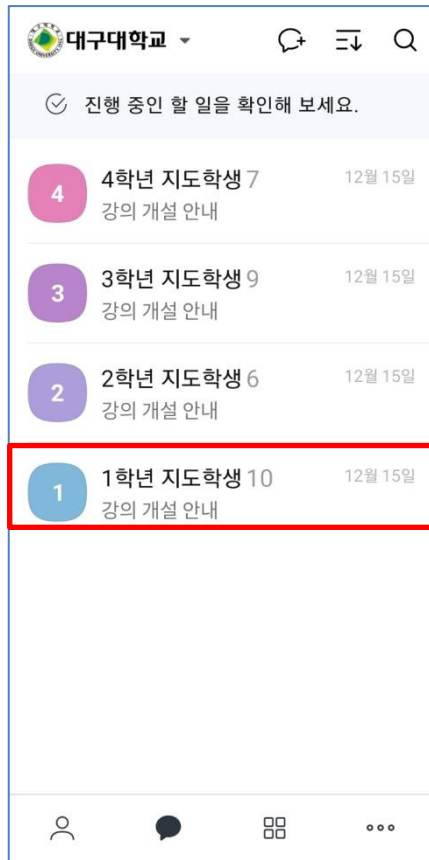 대구대학교
진행 중인 할 일을 확인해 보세요.
4
4학년 지도학생 7
12월 15일
강의 개설 안내
3
3학년 지도학생 9
12월 15일
강의 개설 안내
2
2학년 지도학생 6
12월 15일
강의 개설 안내
1
1학년 지도학생 10
12월 15일
강의 개설 안내